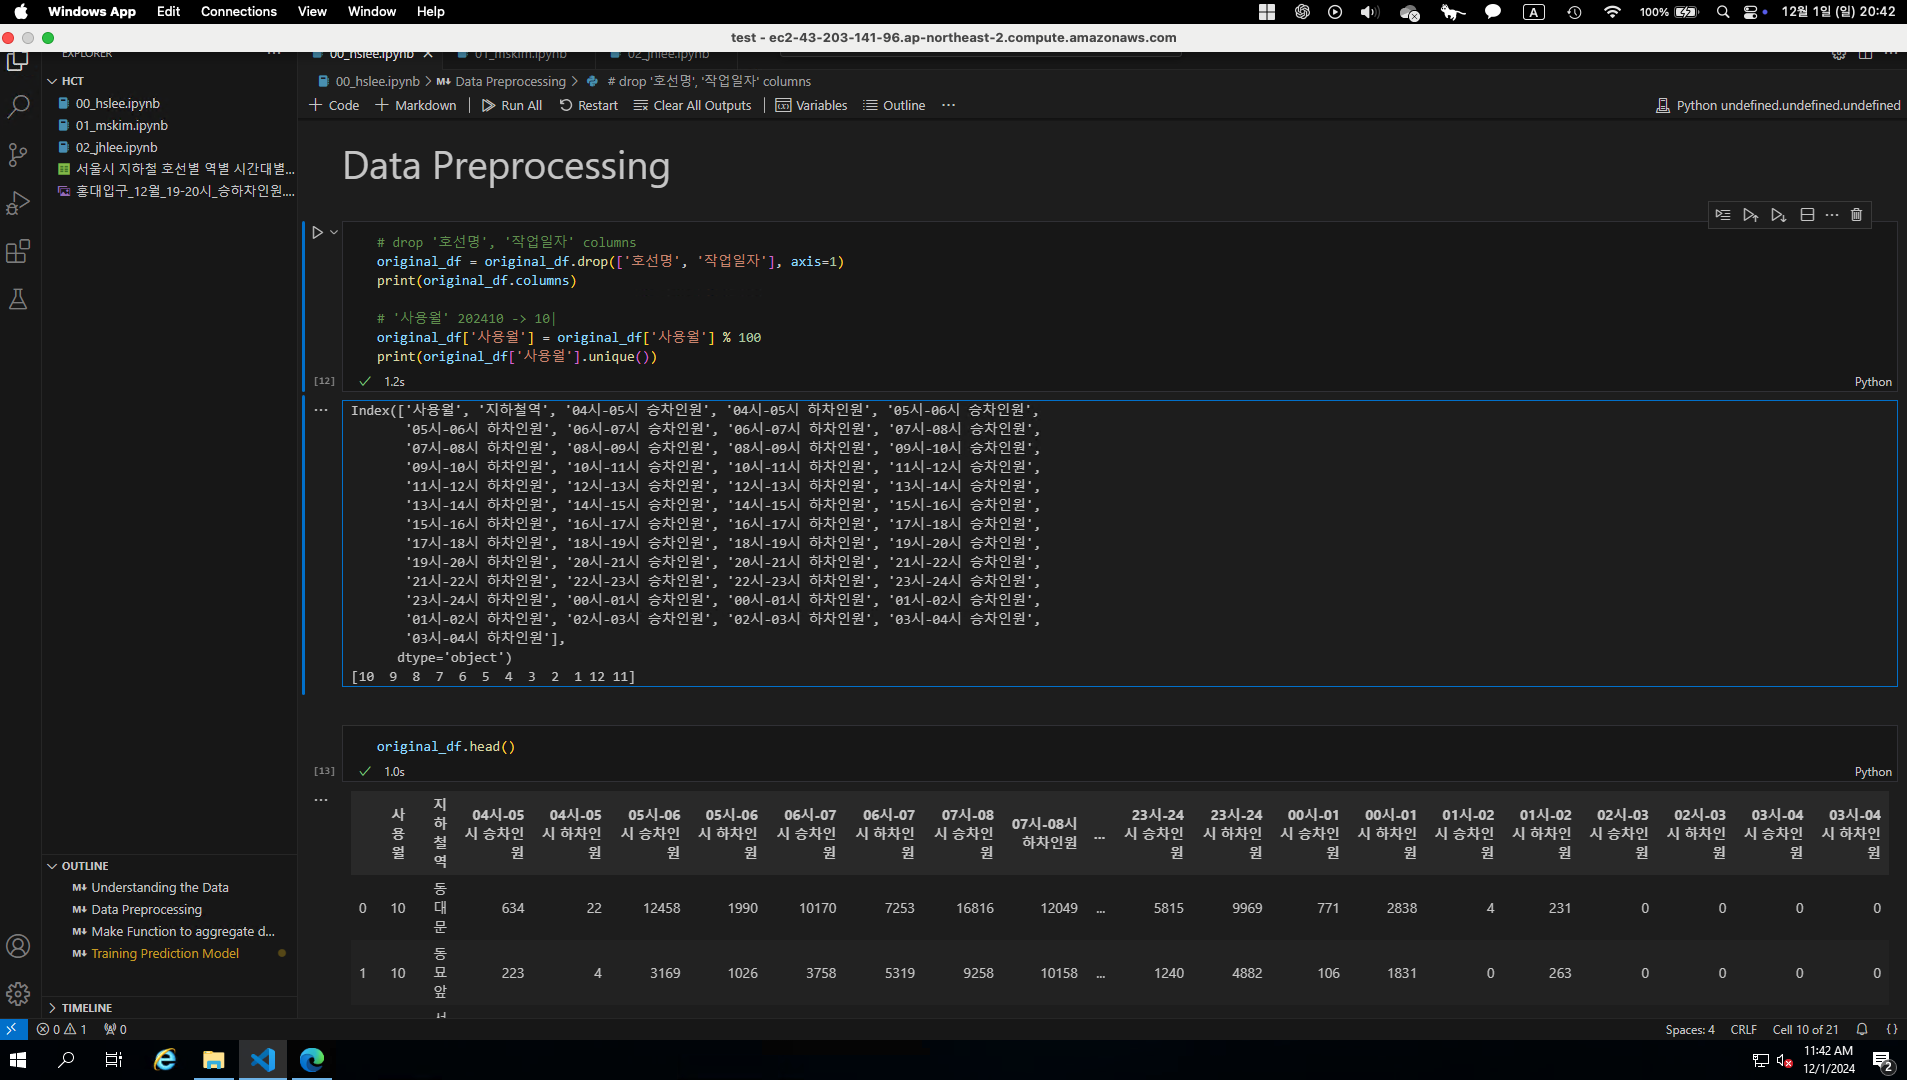 Windows App Edit Connections View Window Help
A 100% 12월 1일 (일) 20:42
test - ec2-43-203-141-96.ap-northeast-2.compute.amazonaws.com
EXPLORER
00_hslee.ipynb 01_mskim.ipynb 02_jhlee.ipynb
HCT
00_hslee.ipynb
01_mskim.ipynb
02_jhlee.ipynb
서울시 지하철 호선별 역별 시간대별...
홍대입구_12월_19-20시_승하차인원....
00_hslee.ipynb > M↓ Data Preprocessing > # drop '호선명', '작업일자' columns
+ Code + Markdown | Run All Restart Clear All Outputs | Variables Outline ...
Python undefined.undefined.undefined
Data Preprocessing
# drop '호선명', '작업일자' columns
original_df = original_df.drop(['호선명', '작업일자'], axis=1)
print(original_df.columns)
# '사용월' 202410 -> 10
original_df['사용월'] = original_df['사용월'] % 100
print(original_df['사용월'].unique())
[12] 1.2s Python
Index(['사용월', '지하철역', '04시-05시 승차인원', '04시-05시 하차인원', '05시-06시 승차인원',
'05시-06시 하차인원', '06시-07시 승차인원', '06시-07시 하차인원', '07시-08시 승차인원',
'07시-08시 하차인원', '08시-09시 승차인원', '08시-09시 하차인원', '09시-10시 승차인원',
'09시-10시 하차인원', '10시-11시 승차인원', '10시-11시 하차인원', '11시-12시 승차인원',
'11시-12시 하차인원', '12시-13시 승차인원', '12시-13시 하차인원', '13시-14시 승차인원',
'13시-14시 하차인원', '14시-15시 승차인원', '14시-15시 하차인원', '15시-16시 승차인원',
'15시-16시 하차인원', '16시-17시 승차인원', '16시-17시 하차인원', '17시-18시 승차인원',
'17시-18시 하차인원', '18시-19시 승차인원', '18시-19시 하차인원', '19시-20시 승차인원',
'19시-20시 하차인원', '20시-21시 승차인원', '20시-21시 하차인원', '21시-22시 승차인원',
'21시-22시 하차인원', '22시-23시 승차인원', '22시-23시 하차인원', '23시-24시 승차인원',
'23시-24시 하차인원', '00시-01시 승차인원', '00시-01시 하차인원', '01시-02시 승차인원',
'01시-02시 하차인원', '02시-03시 승차인원', '02시-03시 하차인원', '03시-04시 승차인원',
'03시-04시 하차인원'],
dtype='object')
[10 9 8 7 6 5 4 3 2 1 12 11]
original_df.head()
[13] 1.0s Python
사용월 지하철역 04시-05시 승차인원 04시-05시 하차인원 05시-06시 승차인원 05시-06시 하차인원 06시-07시 승차인원 06시-07시 하차인원 07시-08시 승차인원 07시-08시 하차인원 ... 23시-24시 승차인원 23시-24시 하차인원 00시-01시 승차인원 00시-01시 하차인원 01시-02시 승차인원 01시-02시 하차인원 02시-03시 승차인원 02시-03시 하차인원 03시-04시 승차인원 03시-04시 하차인원
0 10 동대문 634 22 12458 1990 10170 7253 16816 12049 ... 5815 9969 771 2838 4 231 0 0 0 0
1 10 동묘앞 223 4 3169 1026 3758 5319 9258 10158 ... 1240 4882 106 1831 0 263 0 0 0 0
OUTLINE
M↓ Understanding the Data
M↓ Data Preprocessing
M↓ Make Function to aggregate d...
M↓ Training Prediction Model
TIMELINE
0 1 0
Spaces: 4 CRLF Cell 10 of 21 {}
11:42 AM
12/1/2024
2